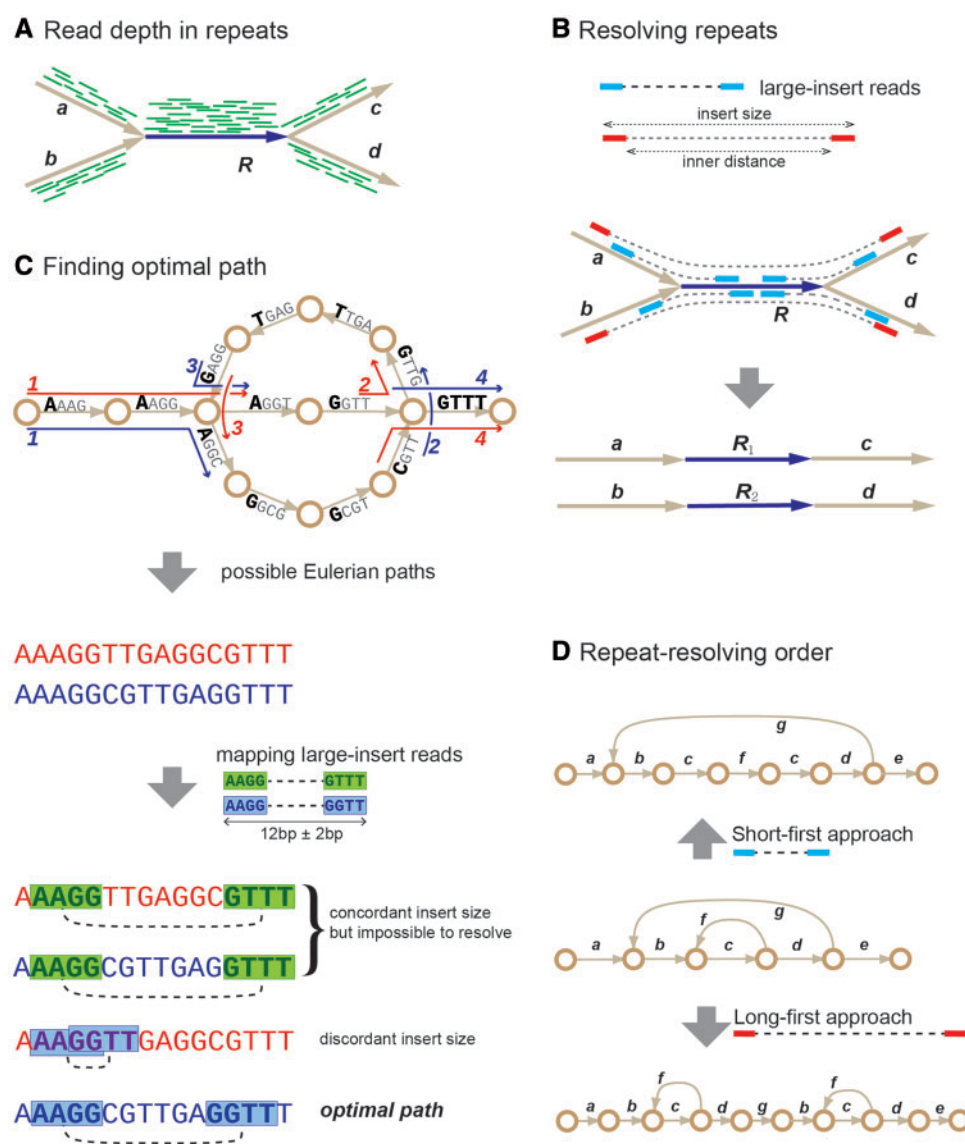 A Read depth in repeats
a
b
R
c
d
B Resolving repeats
large-insert reads
insert size
inner distance
a
b
R
c
d
a R1 c
b R2 d
C Finding optimal path
TGAG
TTGA
GAGG
GTTG
3
1
2
4
AAAG
AAGG
AGGT
GGTT
GTTT
3
1
AGGC
CGTT
2
4
GGCG
GCGT
possible Eulerian paths
AAAGGTTGAGGCGTTT
AAAGGCGTTGAGGTTT
mapping large-insert reads
AAGG GTTT
AAGG GGTT
12bp ± 2bp
AAAGGTTGAGGCGTTT
concordant insert size
but impossible to resolve
AAAGGCGTTGAGGTTT
AAAGGTTGAGGCGTTT discordant insert size
AAAGGCGTTGAGGTTT optimal path
D Repeat-resolving order
g
a b c f c d e
Short-first approach
g
f
a b c d e
Long-first approach
f f
a b c d g b c d e